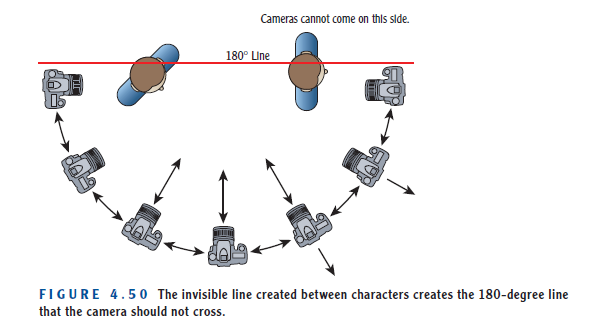 Cameras cannot come on this side.
180° Line
FIGURE 4.50 The invisible line created between characters creates the 180-degree line
that the camera should not cross.